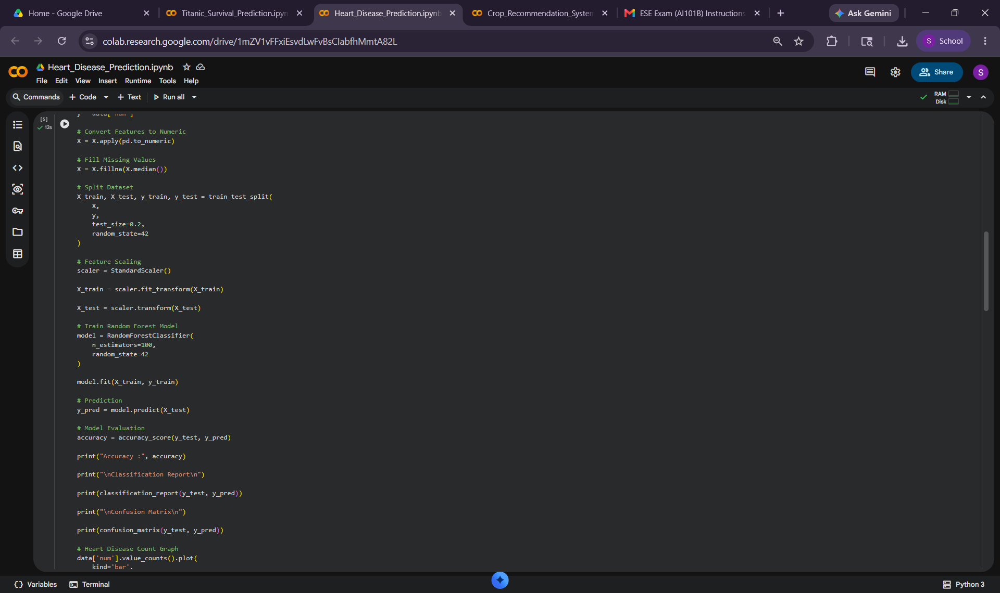 Home - Google Drive
Titanic_Survival_Prediction.ipyn
Heart_Disease_Prediction.ipynb
Crop_Recommendation_System
ESE Exam (AI101B) Instructions
Ask Gemini
colab.research.google.com/drive/1mZV1vFFxiEsvdLwFvBsClabfhMmtA82L
S School
Heart_Disease_Prediction.ipynb
File Edit View Insert Runtime Tools Help
Share
S
Commands + Code + Text Run all
RAM
Disk
[5]
12s
# Convert Features to Numeric
X = X.apply(pd.to_numeric)
# Fill Missing Values
X = X.fillna(X.median())
# Split Dataset
X_train, X_test, y_train, y_test = train_test_split(
X,
y,
test_size=0.2,
random_state=42
)
# Feature Scaling
scaler = StandardScaler()
X_train = scaler.fit_transform(X_train)
X_test = scaler.transform(X_test)
# Train Random Forest Model
model = RandomForestClassifier(
n_estimators=100,
random_state=42
)
model.fit(X_train, y_train)
# Prediction
y_pred = model.predict(X_test)
# Model Evaluation
accuracy = accuracy_score(y_test, y_pred)
print("Accuracy :", accuracy)
print("\nClassification Report\n")
print(classification_report(y_test, y_pred))
print("\nConfusion Matrix\n")
print(confusion_matrix(y_test, y_pred))
# Heart Disease Count Graph
data['num'].value_counts().plot(
kind='bar',
Variables
Terminal
Python 3